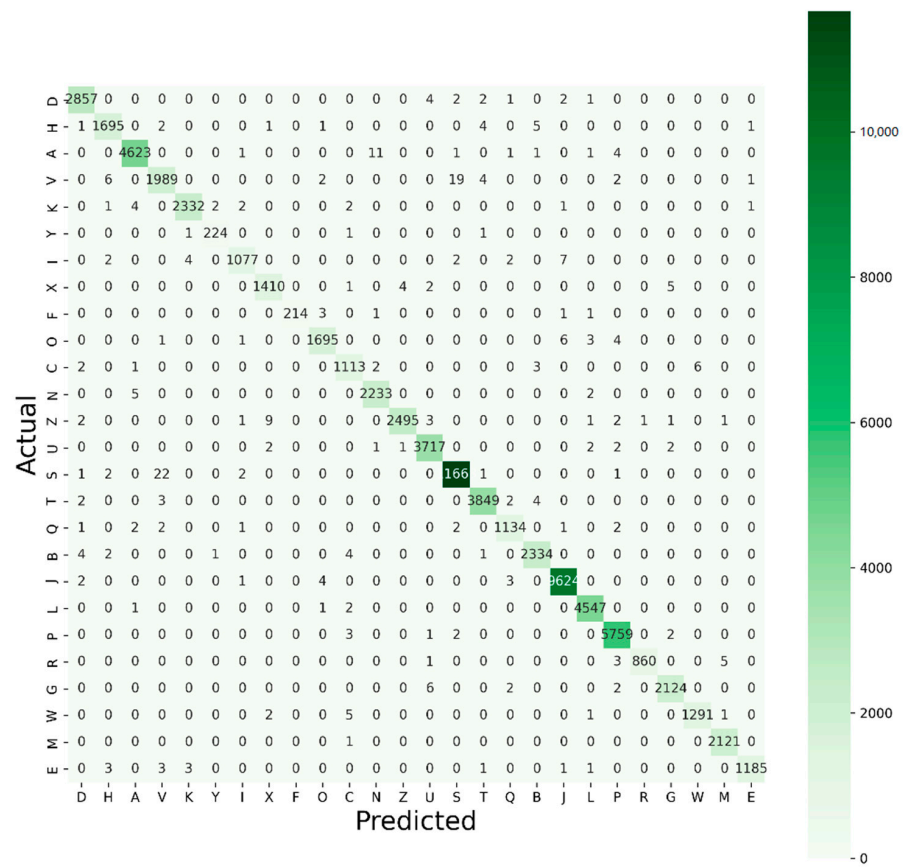 D 2857 0 0 0 0 0 0 0 0 0 0 0 0 4 2 2 1 0 2 1 0 0 0 0 0 0
H 1 1695 0 2 0 0 0 1 0 1 0 0 0 0 0 4 0 5 0 0 0 0 0 0 0 1
A 0 0 4623 0 0 0 1 0 0 0 0 11 0 0 1 0 1 1 0 1 4 0 0 0 0 0
V 0 6 0 1989 0 0 0 0 0 2 0 0 0 0 19 4 0 0 0 0 2 0 0 0 0 1
K 0 1 4 0 2332 2 2 0 0 0 2 0 0 0 0 0 0 0 1 0 0 0 0 0 0 1
Y 0 0 0 0 1 224 0 0 0 0 1 0 0 0 0 1 0 0 0 0 0 0 0 0 0 0
I 0 2 0 0 4 0 1077 0 0 0 0 0 0 0 2 0 2 0 7 0 0 0 0 0 0 0
X 0 0 0 0 0 0 0 1410 0 0 1 0 4 2 0 0 0 0 0 0 0 0 5 0 0 0
F 0 0 0 0 0 0 0 0 214 3 0 1 0 0 0 0 0 0 1 1 0 0 0 0 0 0
O 0 0 0 1 0 0 1 0 0 1695 0 0 0 0 0 0 0 0 6 3 4 0 0 0 0 0
C 2 0 1 0 0 0 0 0 0 0 1113 2 0 0 0 0 0 3 0 0 0 0 0 6 0 0
N 0 0 5 0 0 0 0 0 0 0 0 2233 0 0 0 0 0 0 0 2 0 0 0 0 0 0
Z 2 0 0 0 0 0 1 9 0 0 0 0 2495 3 0 0 0 0 0 1 2 1 1 0 1 0
U 0 0 0 0 0 0 0 2 0 0 0 1 1 3717 0 0 0 0 0 2 2 0 2 0 0 0
S 1 2 0 22 0 0 2 0 0 0 0 0 0 0 166 1 0 0 0 0 1 0 0 0 0 0
T 2 0 0 3 0 0 0 0 0 0 0 0 0 0 0 3849 2 4 0 0 0 0 0 0 0 0
Q 1 0 2 2 0 0 1 0 0 0 0 0 0 0 2 0 1134 0 1 0 2 0 0 0 0 0
B 4 2 0 0 0 1 0 0 0 0 4 0 0 0 0 1 0 2334 0 0 0 0 0 0 0 0
J 2 0 0 0 0 0 1 0 0 4 0 0 0 0 0 0 3 0 9624 0 0 0 0 0 0 0
L 0 0 1 0 0 0 0 0 0 1 2 0 0 0 0 0 0 0 0 4547 0 0 0 0 0 0
P 0 0 0 0 0 0 0 0 0 0 3 0 0 1 2 0 0 0 0 0 5759 0 2 0 0 0
R 0 0 0 0 0 0 0 0 0 0 0 0 0 1 0 0 0 0 0 0 3 860 0 0 5 0
G 0 0 0 0 0 0 0 0 0 0 0 0 0 6 0 0 2 0 0 0 2 0 2124 0 0 0
W 0 0 0 0 0 0 0 2 0 0 5 0 0 0 0 0 0 0 0 1 0 0 0 1291 1 0
M 0 0 0 0 0 0 0 0 0 0 1 0 0 0 0 0 0 0 0 0 0 0 0 0 2121 0
E 0 3 0 3 3 0 0 0 0 0 0 0 0 0 0 1 0 0 1 1 0 0 0 0 0 1185
D H A V K Y I X F O C N Z U S T Q B J L P R G W M E
Predicted
Actual
10,000
8000
6000
4000
2000
0